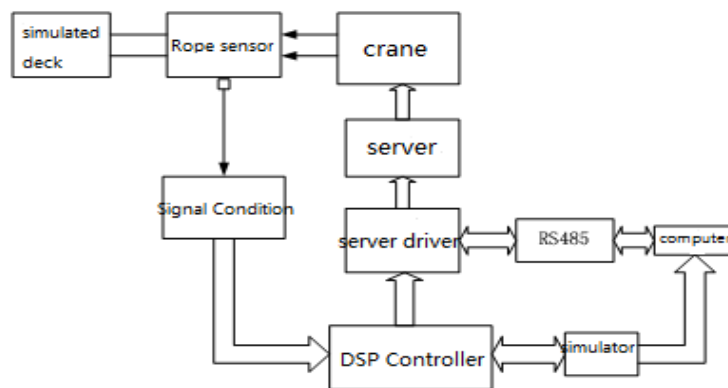 simulated
deck
Rope sensor
crane
server
Signal Condition
server driver
RS485
computer
DSP Controller
simulator